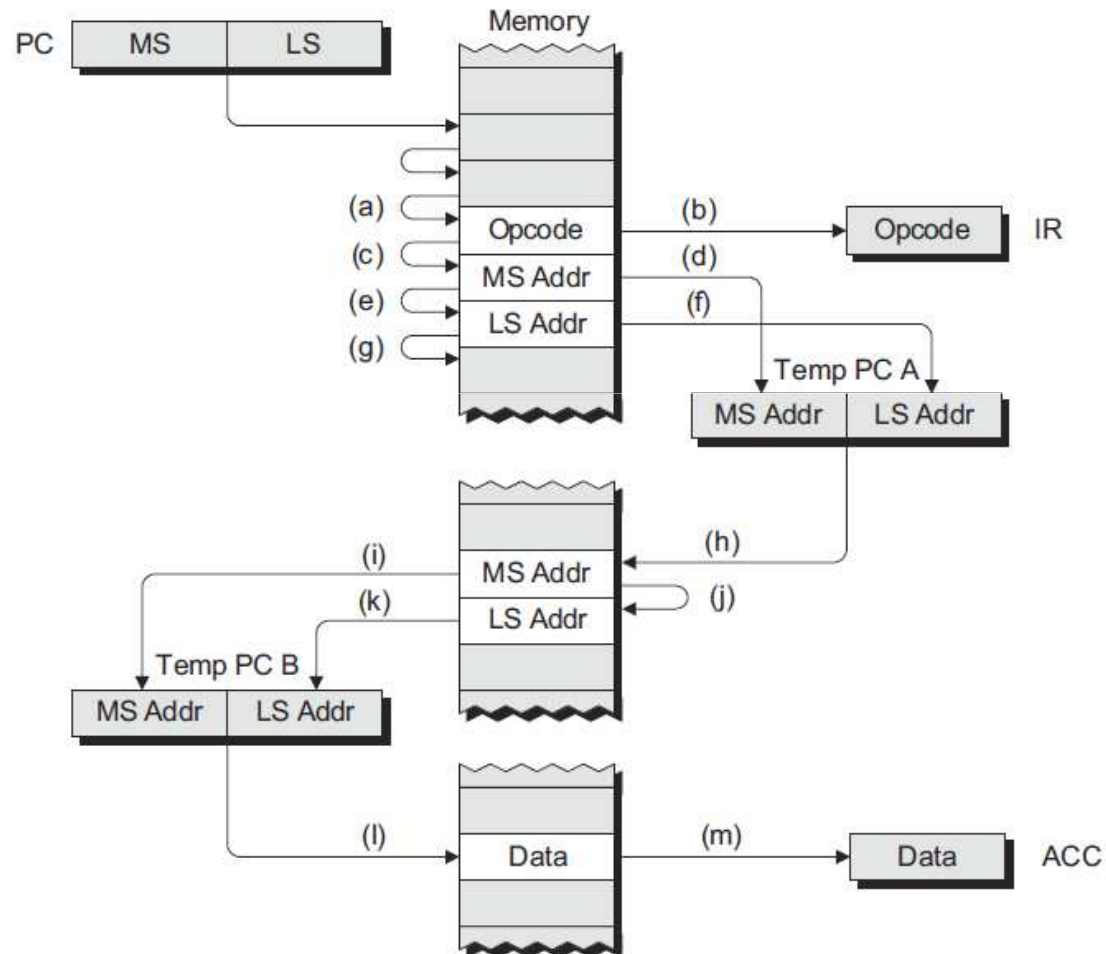 Memory
PC MS LS
(a)
Opcode (b) Opcode IR
(c) MS Addr (d)
(e) LS Addr (f)
(g)
Temp PC A
MS Addr LS Addr
(h)
(i) MS Addr
(j)
(k) LS Addr
Temp PC B
MS Addr LS Addr
(l) Data (m) Data ACC